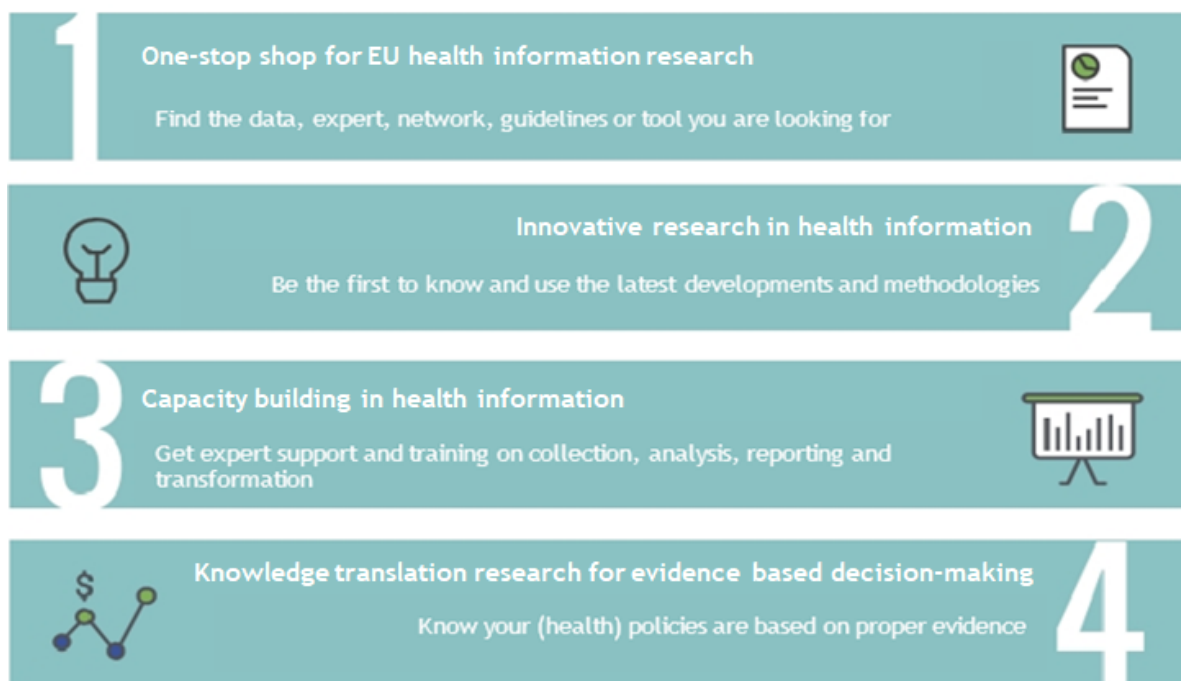 1
One-stop shop for EU health information research
Find the data, expert, network, guidelines or tool you are looking for
Innovative research in health information
Be the first to know and use the latest developments and methodologies
2
3
Capacity building in health information
Get expert support and training on collection, analysis, reporting and
transformation
$
Knowledge translation research for evidence based decision-making
Know your (health) policies are based on proper evidence
4